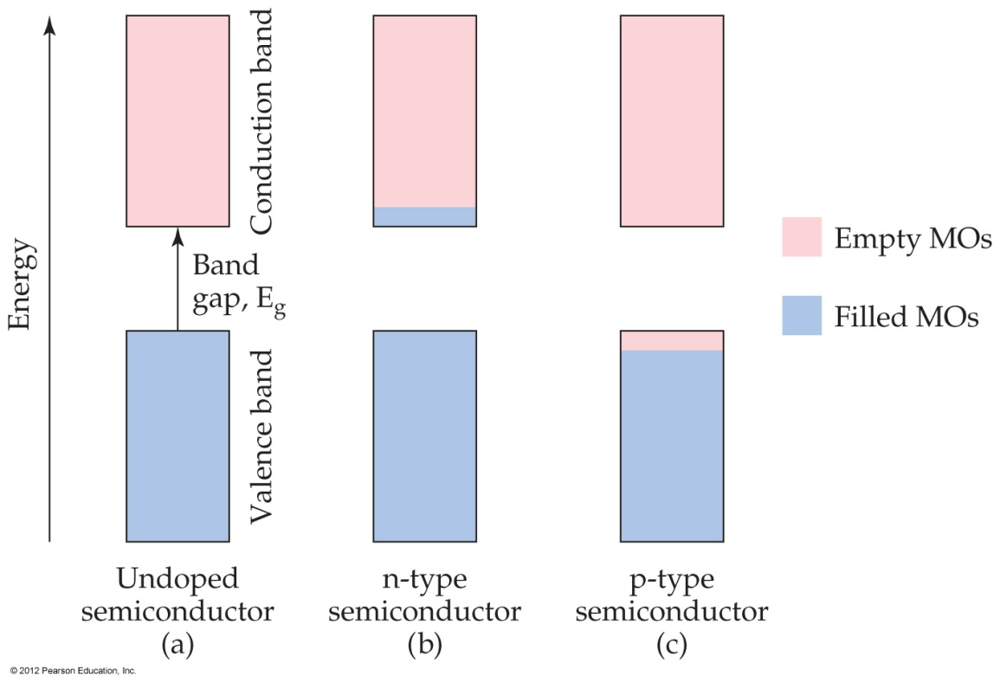 Energy
Conduction band
Band
gap, Eg
Valence band
Empty MOs
Filled MOs
Undoped
semiconductor
(a)
n-type
semiconductor
(b)
p-type
semiconductor
(c)
© 2012 Pearson Education, Inc.